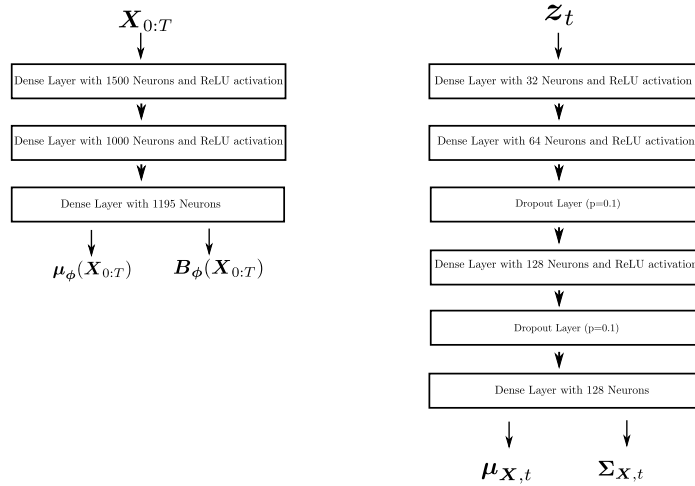 X_{0:T}
Dense Layer with 1500 Neurons and ReLU activation
Dense Layer with 1000 Neurons and ReLU activation
Dense Layer with 1195 Neurons
μ_ϕ(X_{0:T})
B_ϕ(X_{0:T})
z_t
Dense Layer with 32 Neurons and ReLU activation
Dense Layer with 64 Neurons and ReLU activation
Dropout Layer (p=0.1)
Dense Layer with 128 Neurons and ReLU activation
Dropout Layer (p=0.1)
Dense Layer with 128 Neurons
μ_{X,t}
Σ_{X,t}